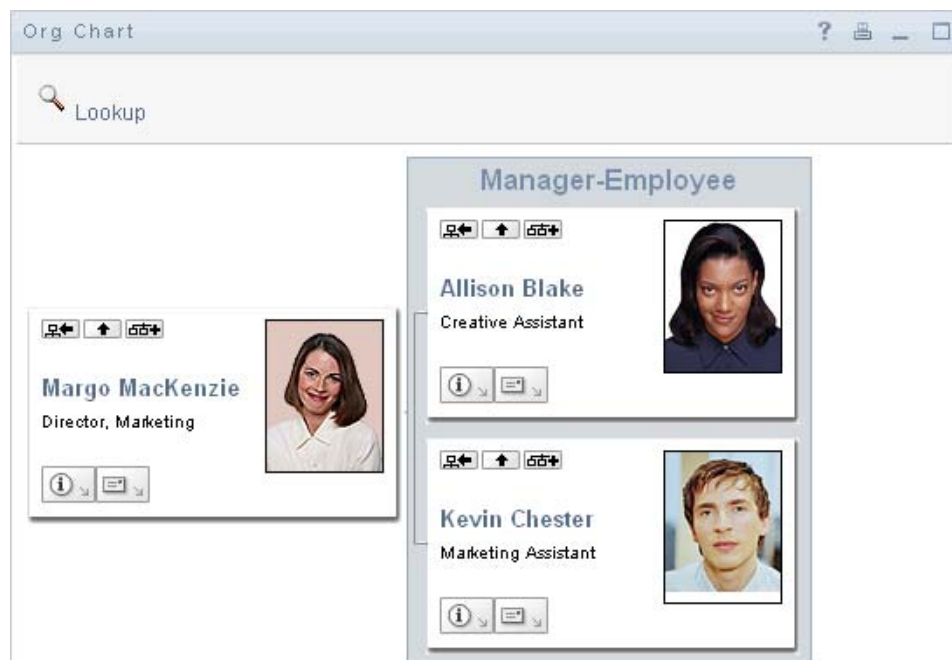 Org Chart
?
Lookup
Manager-Employee
Allison Blake
Creative Assistant
Margo MacKenzie
Director, Marketing
Kevin Chester
Marketing Assistant